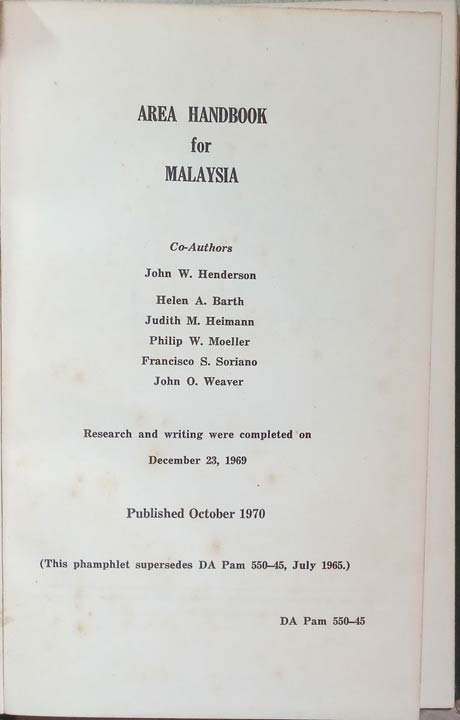 AREA HANDBOOK
for
MALAYSIA
Co-Authors
John W. Henderson
Helen A. Barth
Judith M. Heimann
Philip W. Moeller
Francisco S. Soriano
John O. Weaver
Research and writing were completed on
December 23, 1969
Published October 1970
(This phamphlet supersedes DA Pam 550–45, July 1965.)
DA Pam 550–45